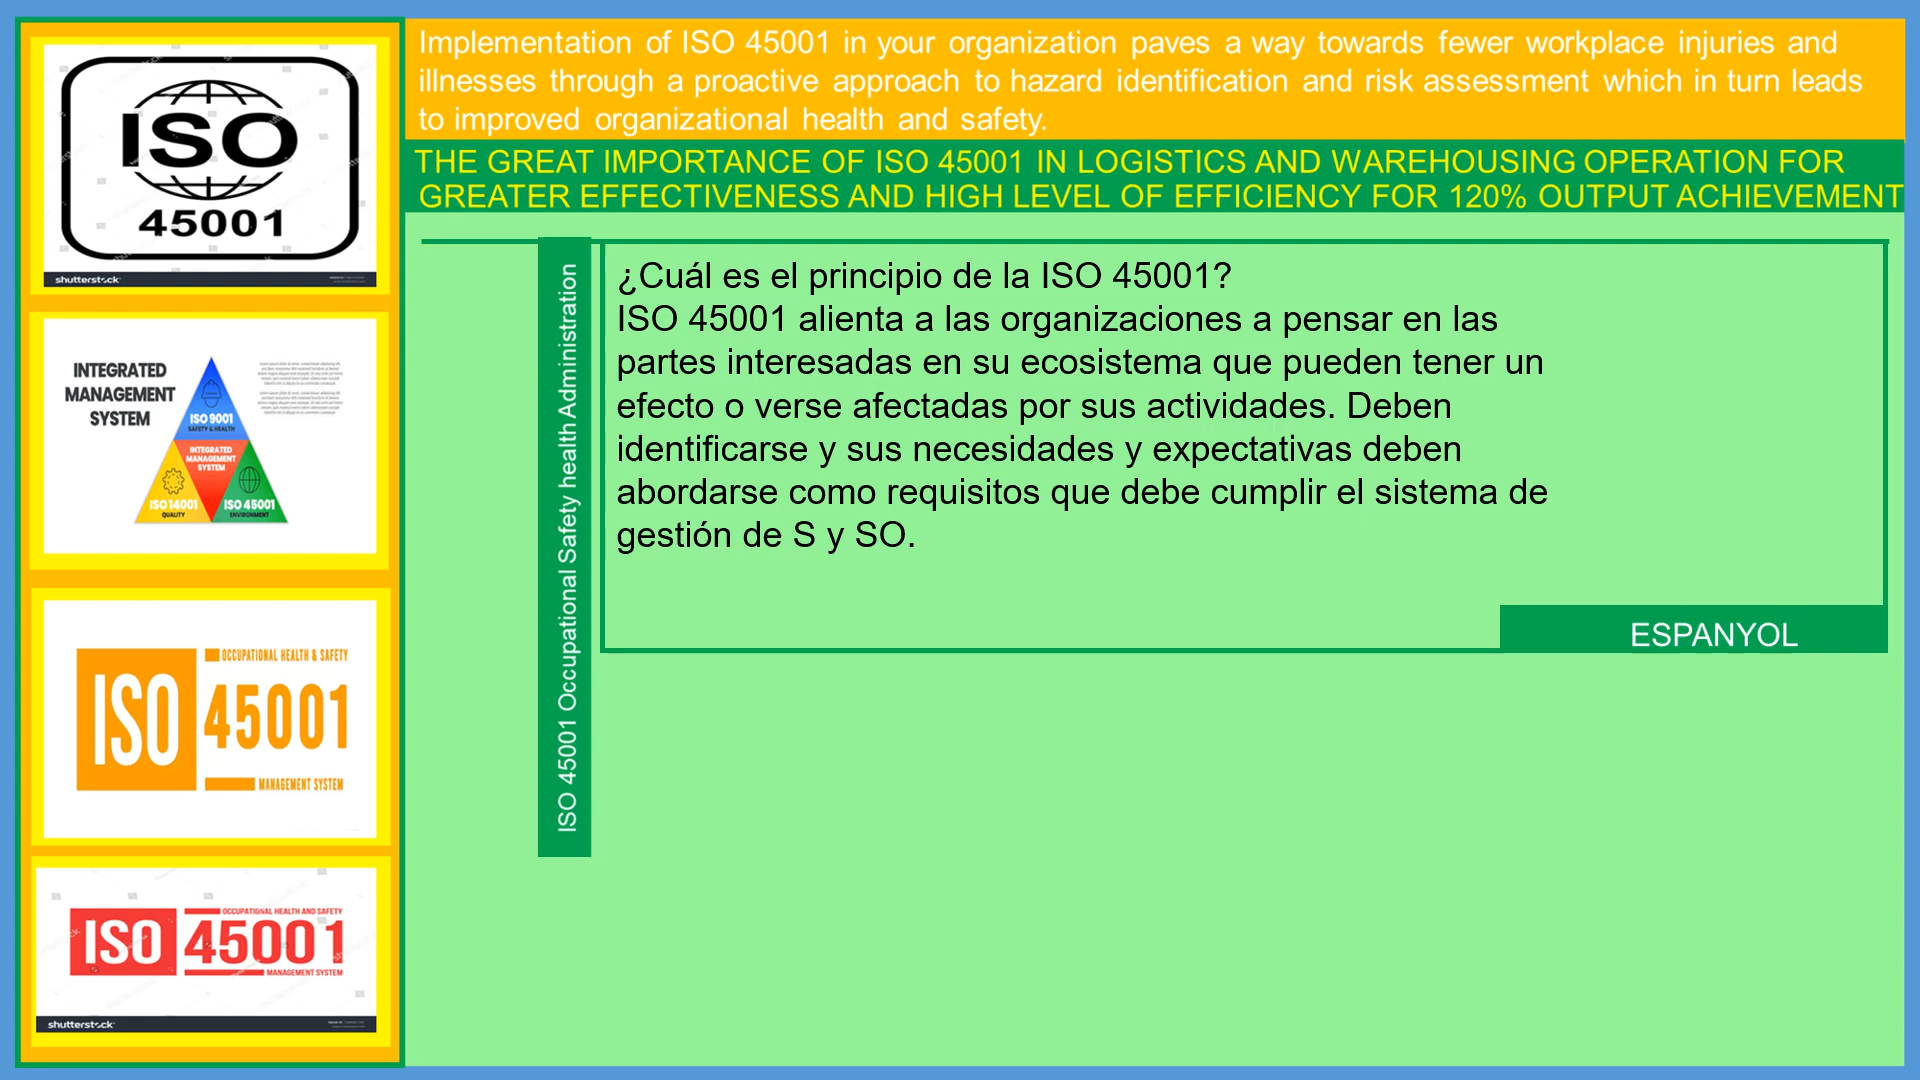 ISO
45001
shutterstock
INTEGRATED
MANAGEMENT
SYSTEM
ISO 9001
SAFETY & HEALTH
INTEGRATED
MANAGEMENT
SYSTEM
ISO 14001
QUALITY
ISO 45001
ENVIRONMENT
ISO
OCCUPATIONAL HEALTH & SAFETY
45001
MANAGEMENT SYSTEM
ISO
OCCUPATIONAL HEALTH AND SAFETY
45001
MANAGEMENT SYSTEM
shutterstock
Implementation of ISO 45001 in your organization paves a way towards fewer workplace injuries and
illnesses through a proactive approach to hazard identification and risk assessment which in turn leads
to improved organizational health and safety.
THE GREAT IMPORTANCE OF ISO 45001 IN LOGISTICS AND WAREHOUSING OPERATION FOR
GREATER EFFECTIVENESS AND HIGH LEVEL OF EFFICIENCY FOR 120% OUTPUT ACHIEVEMENT
ISO 45001 Occupational Safety health Administration
¿Cuál es el principio de la ISO 45001?
ISO 45001 alienta a las organizaciones a pensar en las
partes interesadas en su ecosistema que pueden tener un
efecto o verse afectadas por sus actividades. Deben
identificarse y sus necesidades y expectativas deben
abordarse como requisitos que debe cumplir el sistema de
gestión de S y SO.
ESPANYOL